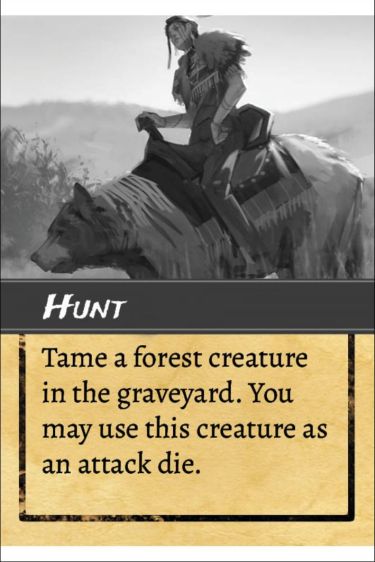 Hunt
Tame a forest creature
in the graveyard. You
may use this creature as
an attack die.